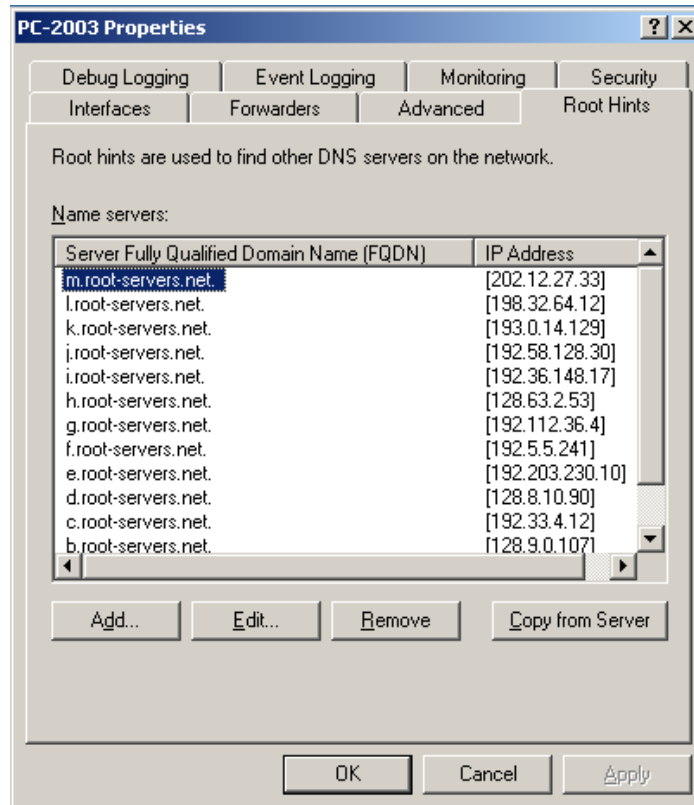 PC-2003 Properties
Debug Logging Event Logging Monitoring Security
Interfaces Forwarders Advanced Root Hints
Root hints are used to find other DNS servers on the network.
Name servers:
Server Fully Qualified Domain Name (FQDN) IP Address
m.root-servers.net. [202.12.27.33]
l.root-servers.net. [198.32.64.12]
k.root-servers.net. [193.0.14.129]
j.root-servers.net. [192.58.128.30]
i.root-servers.net. [192.36.148.17]
h.root-servers.net. [128.63.2.53]
g.root-servers.net. [192.112.36.4]
f.root-servers.net. [192.5.5.241]
e.root-servers.net. [192.203.230.10]
d.root-servers.net. [128.8.10.90]
c.root-servers.net. [192.33.4.12]
b.root-servers.net. [128.9.0.107]
Add... Edit... Remove Copy from Server
OK Cancel Apply